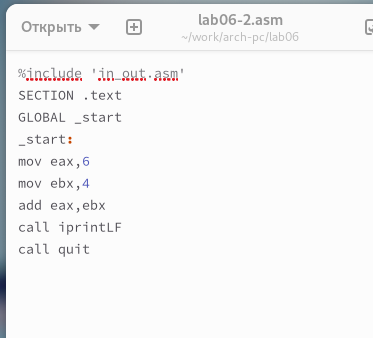 Открыть
lab06-2.asm
~/work/arch-pc/lab06
%include 'in_out.asm'
SECTION .text
GLOBAL _start
_start:
mov eax,6
mov ebx,4
add eax,ebx
call iprintLF
call quit